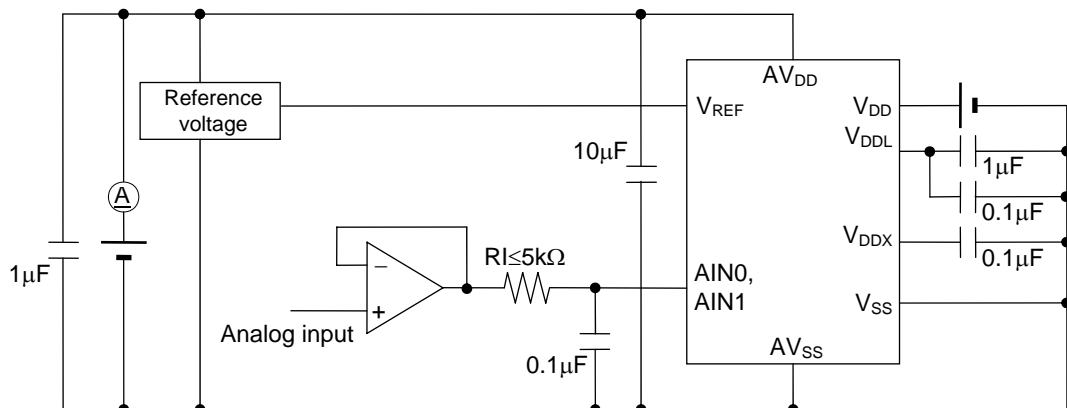 AVDD
Reference
voltage
VREF
VDD
VDDL
10μF
1μF
A
0.1μF
VDDX
0.1μF
1μF
RI≤5kΩ
−
AIN0,
AIN1
VSS
+
Analog input
0.1μF
AVSS